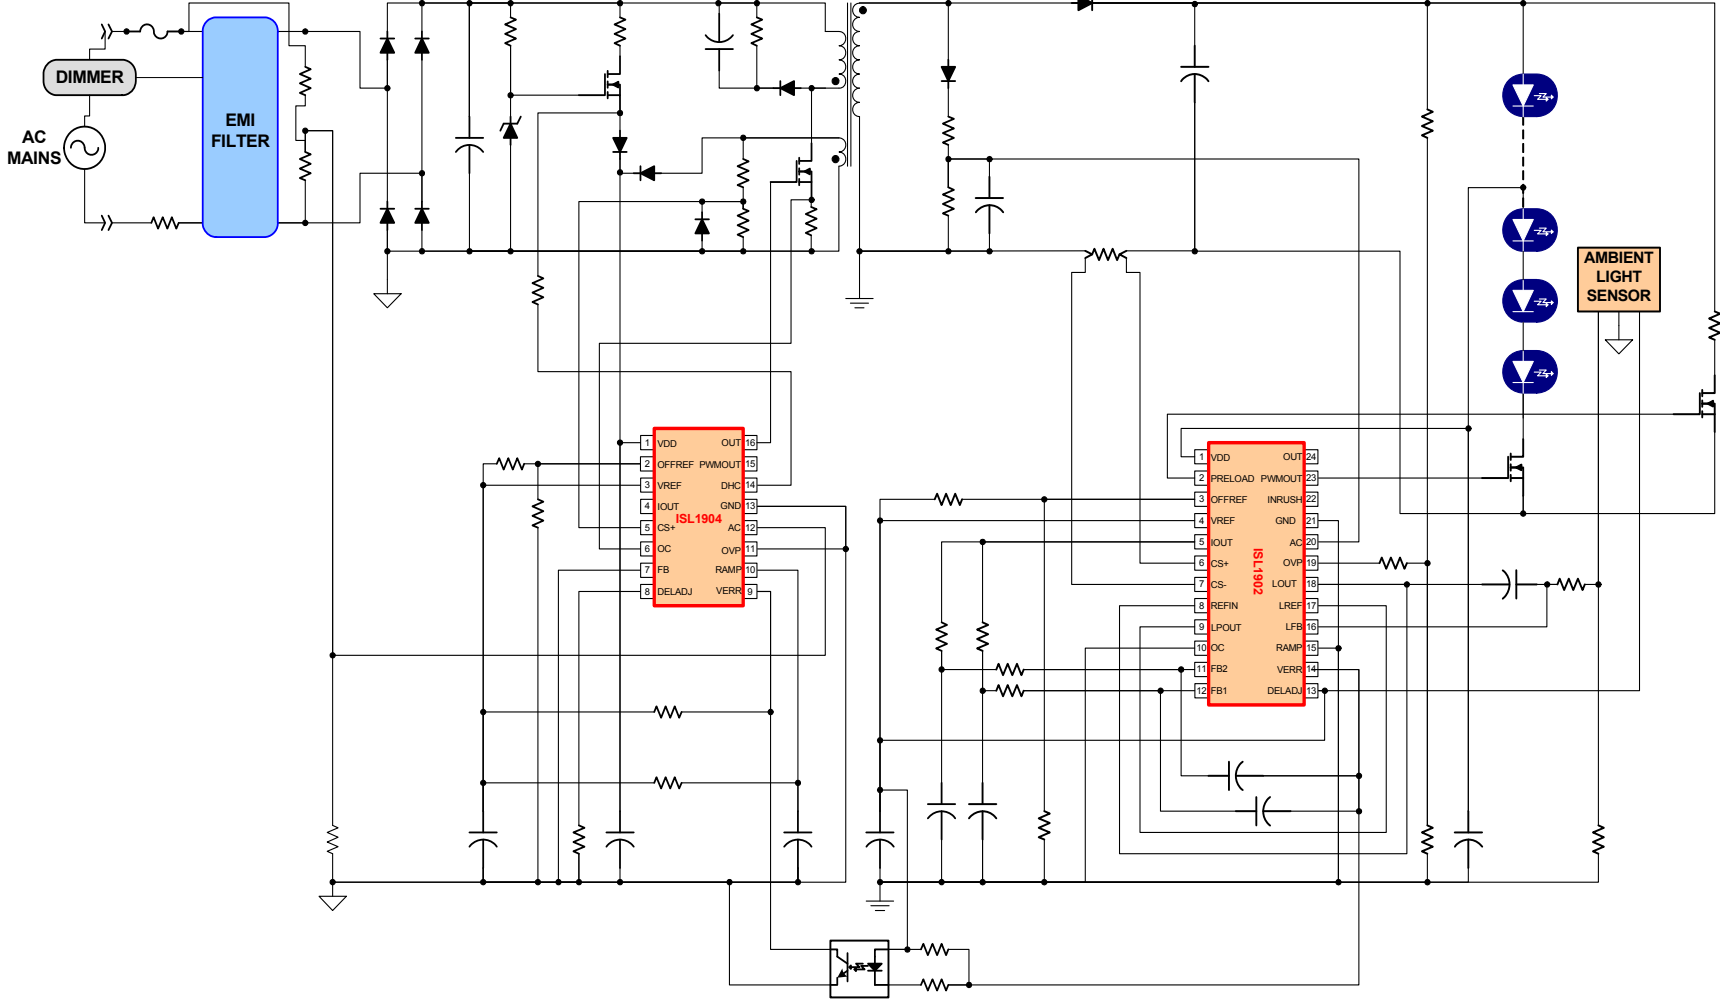 DIMMER
AC
MAINS
EMI
FILTER
AMBIENT
LIGHT
SENSOR
1 VDD OUT 16
2 OFFREF PWMOUT 15
3 VREF DHC 14
4 IOUT GND 13
ISL1904
5 CS+ AC 12
6 OC OVP 11
7 FB RAMP 10
8 DELADJ VERR 9
1 VDD OUT 24
2 PRELOAD PWMOUT 23
3 OFFREF INRUSH 22
4 VREF GND 21
5 IOUT AC 20
6 CS+ OVP 19
ISL1902
7 CS- LOUT 18
8 REFIN LREF 17
9 LPOUT LFB 16
10 OC RAMP 15
11 FB2 VERR 14
12 FB1 DELADJ 13